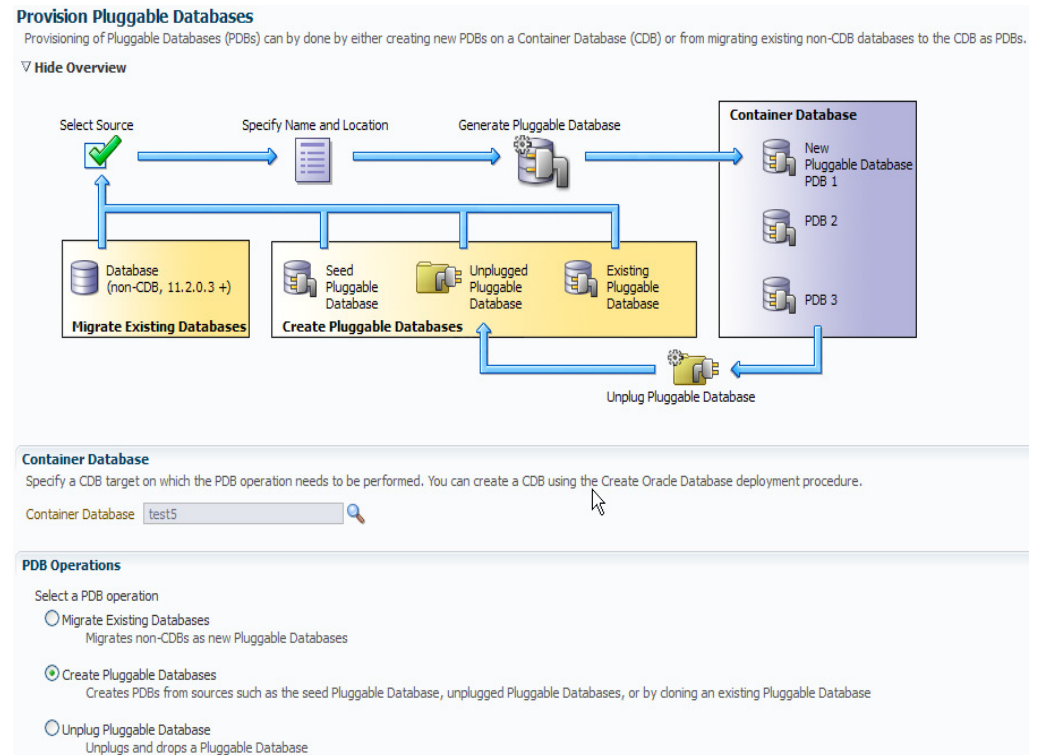 Provision Pluggable Databases
Provisioning of Pluggable Databases (PDBs) can by done by either creating new PDBs on a Container Database (CDB) or from migrating existing non-CDB databases to the CDB as PDBs.
Hide Overview
Select Source
Specify Name and Location
Generate Pluggable Database
Container Database
New
Pluggable Database
PDB 1
PDB 2
PDB 3
Database
(non-CDB, 11.2.0.3 +)
Migrate Existing Databases
Seed
Pluggable
Database
Unplugged
Pluggable
Database
Existing
Pluggable
Database
Create Pluggable Databases
Unplug Pluggable Database
Container Database
Specify a CDB target on which the PDB operation needs to be performed. You can create a CDB using the Create Oracle Database deployment procedure.
Container Database test5
PDB Operations
Select a PDB operation
Migrate Existing Databases
Migrates non-CDBs as new Pluggable Databases
Create Pluggable Databases
Creates PDBs from sources such as the seed Pluggable Database, unplugged Pluggable Databases, or by cloning an existing Pluggable Database
Unplug Pluggable Database
Unplugs and drops a Pluggable Database